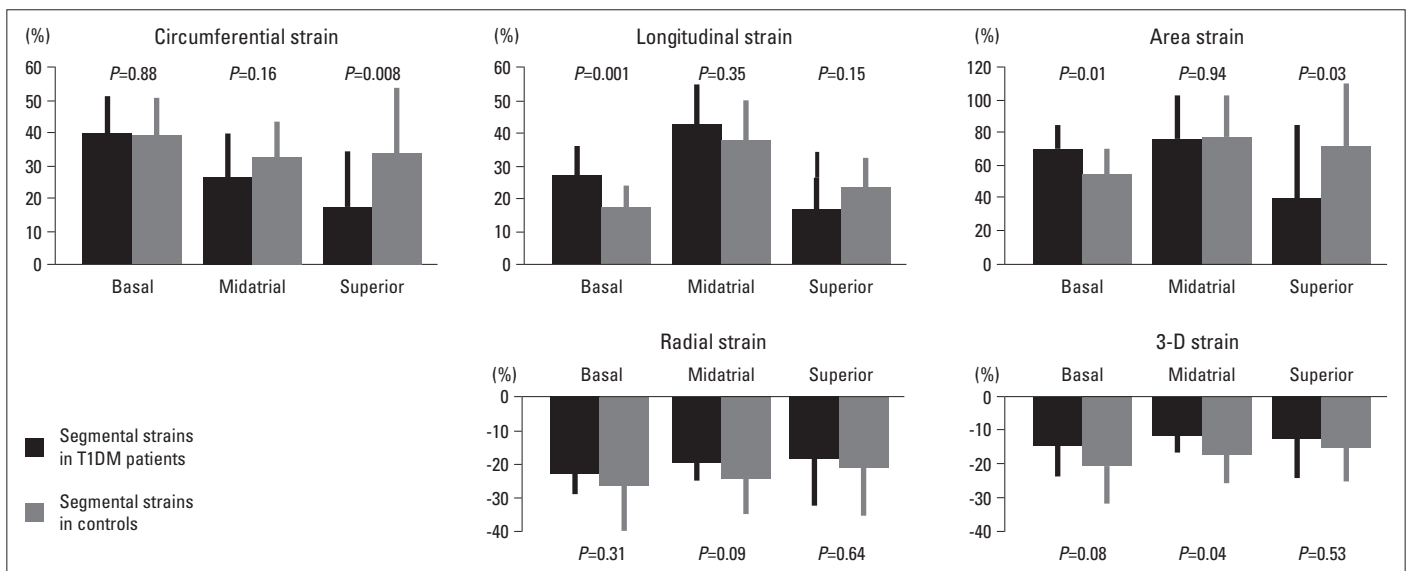 (%)
Circumferential strain
P=0.88 P=0.16 P=0.008
60
50
40
30
20
10
0
Basal Midatrial Superior
(%)
Longitudinal strain
P=0.001 P=0.35 P=0.15
60
50
40
30
20
10
0
Basal Midatrial Superior
(%)
Area strain
P=0.01 P=0.94 P=0.03
120
100
80
60
40
20
0
Basal Midatrial Superior
Segmental strains
in T1DM patients
Segmental strains
in controls
Radial strain
(%) Basal Midatrial Superior
0
-10
-20
-30
-40
P=0.31 P=0.09 P=0.64
3-D strain
(%) Basal Midatrial Superior
0
-10
-20
-30
-40
P=0.08 P=0.04 P=0.53